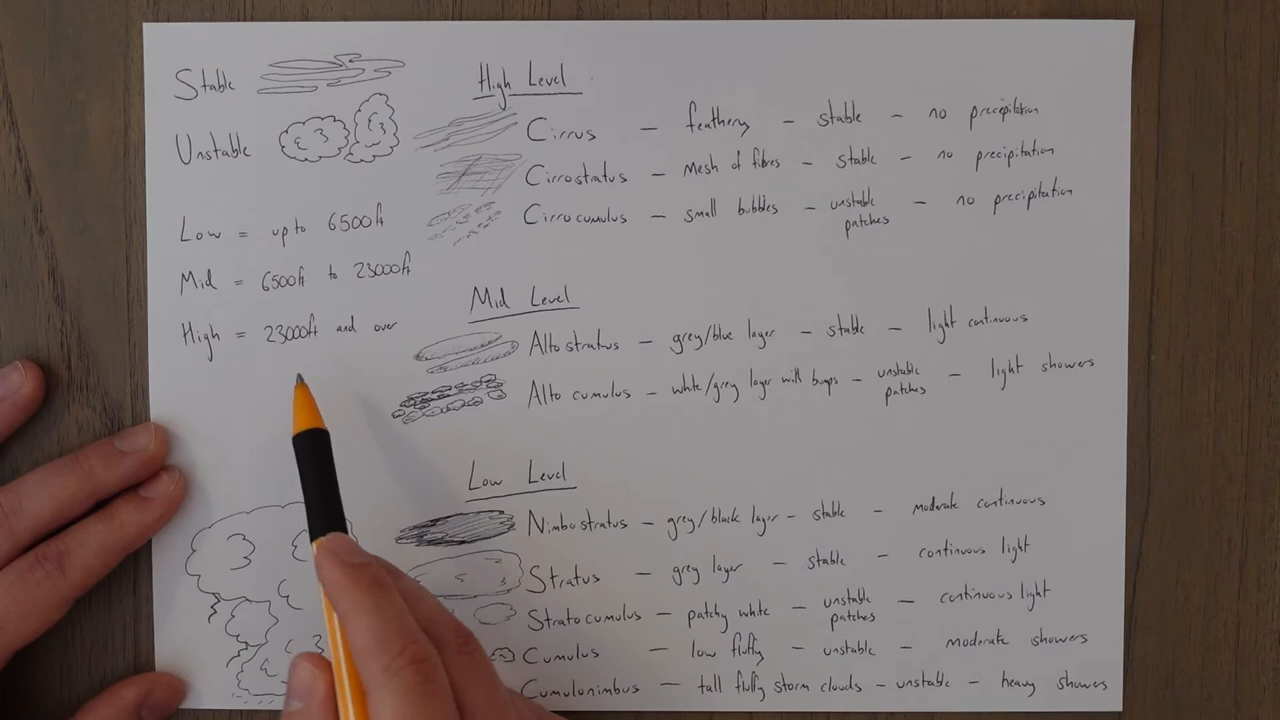 Stable
Unstable
Low = up to 6500ft
Mid = 6500ft to 23000ft
High = 23000ft and over
High Level
Cirrus — feathery – stable – no precipitation
Cirrostratus — Mesh of fibres – stable – no precipitation
Cirrocumulus — small bubbles – unstable patches – no precipitation
Mid Level
Altostratus — grey/blue layer – stable – light continuous
Alto cumulus — white/grey layer with bumps – unstable patches – light showers
Low Level
Nimbostratus — grey/black layer – stable – moderate continuous
Stratus — grey layer – stable – continuous light
Stratocumulus — patchy white – unstable patches – continuous light
Cumulus — low fluffy – unstable – moderate showers
Cumulonimbus — tall fluffy storm clouds – unstable – heavy showers